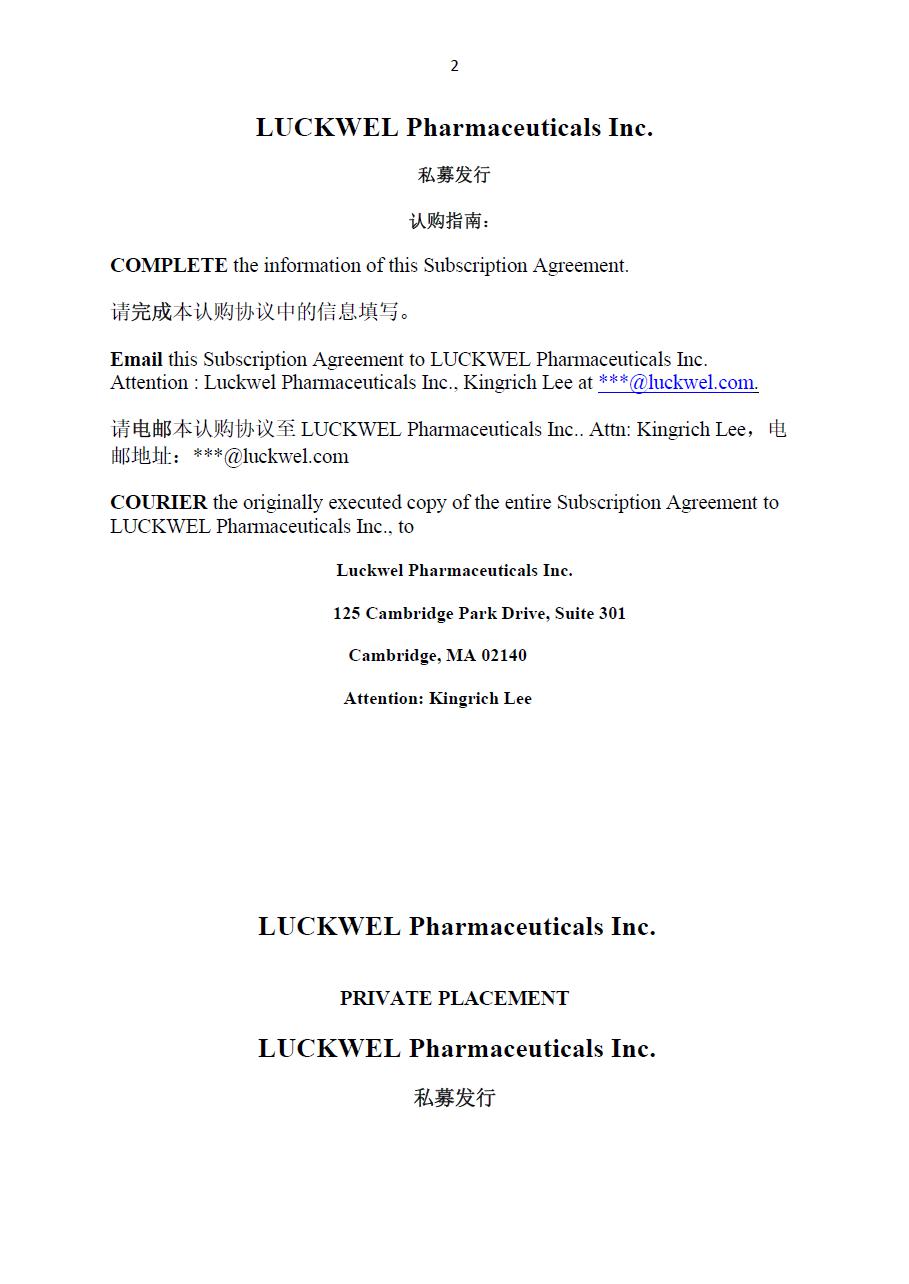 2
LUCKWEL Pharmaceuticals Inc.
私募发行
认购指南：
COMPLETE the information of this Subscription Agreement.
请完成本认购协议中的信息填写。
Email this Subscription Agreement to LUCKWEL Pharmaceuticals Inc.
Attention : Luckwel Pharmaceuticals Inc., Kingrich Lee at ***@luckwel.com.
请电邮本认购协议至 LUCKWEL Pharmaceuticals Inc.. Attn: Kingrich Lee，电
邮地址：***@luckwel.com
COURIER the originally executed copy of the entire Subscription Agreement to
LUCKWEL Pharmaceuticals Inc., to
Luckwel Pharmaceuticals Inc.
125 Cambridge Park Drive, Suite 301
Cambridge, MA 02140
Attention: Kingrich Lee
LUCKWEL Pharmaceuticals Inc.
PRIVATE PLACEMENT
LUCKWEL Pharmaceuticals Inc.
私募发行